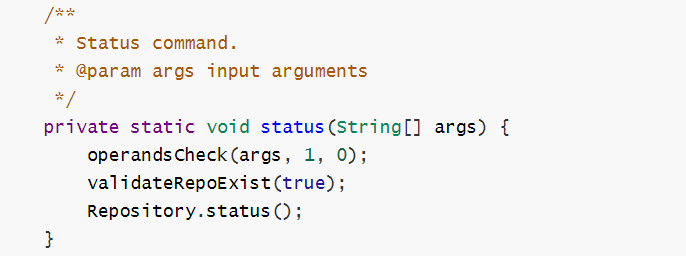 /**
 * Status command.
 * @param args input arguments
 */
private static void status(String[] args) {
    operandsCheck(args, 1, 0);
    validateRepoExist(true);
    Repository.status();
}